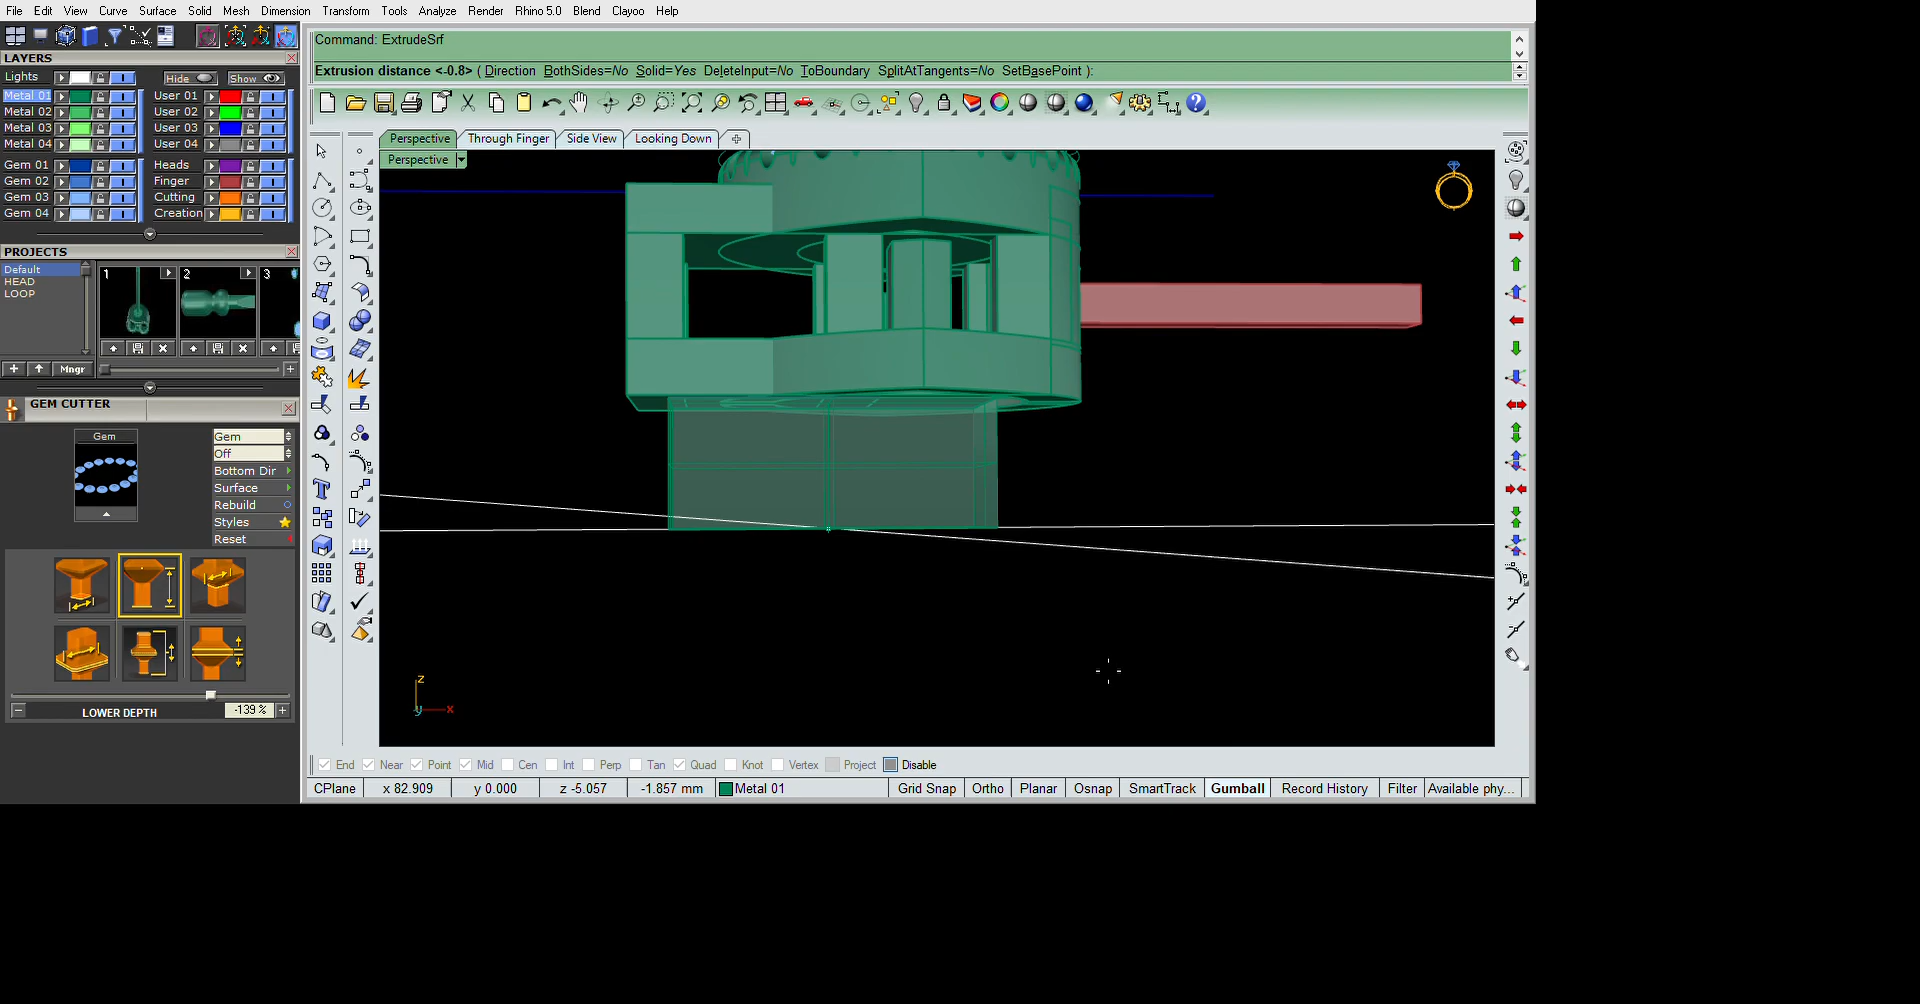 File Edit View Curve Surface Solid Mesh Dimension Transform Tools Analyze Render Rhino 5.0 Blend Clayoo Help
Command: ExtrudeSrf
Extrusion distance <-0.8> ( Direction BothSides=No Solid=Yes DeleteInput=No ToBoundary SplitAtTangents=No SetBasePoint ):
LAYERS
Lights Hide Show
Metal 01 User 01
Metal 02 User 02
Metal 03 User 03
Metal 04 User 04
Gem 01 Heads
Gem 02 Finger
Gem 03 Cutting
Gem 04 Creation
PROJECTS
Default
HEAD
LOOP
1 2 3
Mngr
GEM CUTTER
Gem
Gem
Off
Bottom Dir
Surface
Rebuild
Styles
Reset
LOWER DEPTH -139 %
Perspective Through Finger Side View Looking Down
Perspective
z
y x
End Near Point Mid Cen Int Perp Tan Quad Knot Vertex Project Disable
CPlane x 82.909 y 0.000 z -5.057 -1.857 mm Metal 01 Grid Snap Ortho Planar Osnap SmartTrack Gumball Record History Filter Available phy...